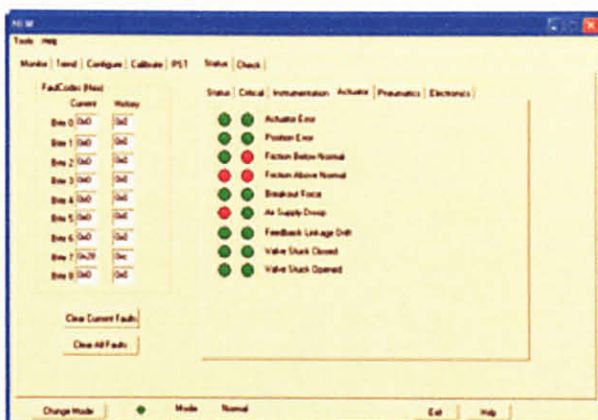 Tools Help
Monitor Trend Configure Calibrate PST Status Check
FaultCodes (Hex)
Current History
Byte 0 0x0 0x0
Byte 1 0x0 0x0
Byte 2 0x0 0x0
Byte 3 0x0 0x0
Byte 4 0x0 0x0
Byte 5 0x0 0x0
Byte 6 0x0 0x0
Byte 7 0x28 0xc
Byte 8 0x0 0x0
Clear Current Faults
Clear All Faults
Status Critical Instrumentation Actuator Pneumatics Electronics
Actuator Error
Position Error
Friction Below Normal
Friction Above Normal
Breakout Force
Air Supply Droop
Feedback Linkage Drift
Valve Stuck Closed
Valve Stuck Opened
Change Mode Mode Normal Exit Help